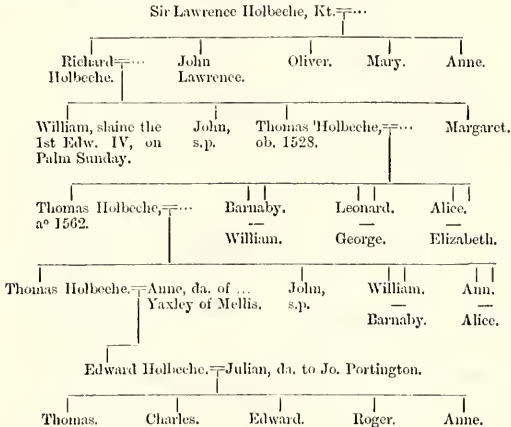 Sir Lawrence Holbeche, Kt.=...
Richard=... John Oliver. Mary. Anne.
Holbeche. Lawrence.
William, slaine the John, Thomas Holbeche,=... Margaret.
1st Edw. IV, on s.p. ob. 1528.
Palm Sunday.
Thomas Holbeche,=... Barnaby. Leonard. Alice.
aº 1562. — — —
William. George. Elizabeth.
Thomas Holbeche.=Anne, da. of ... John, William. Ann.
Yaxley of Mellis. s.p. — —
Barnaby. Alice.
Edward Holbeche.=Julian, da. to Jo. Portington.
Thomas. Charles. Edward. Roger. Anne.